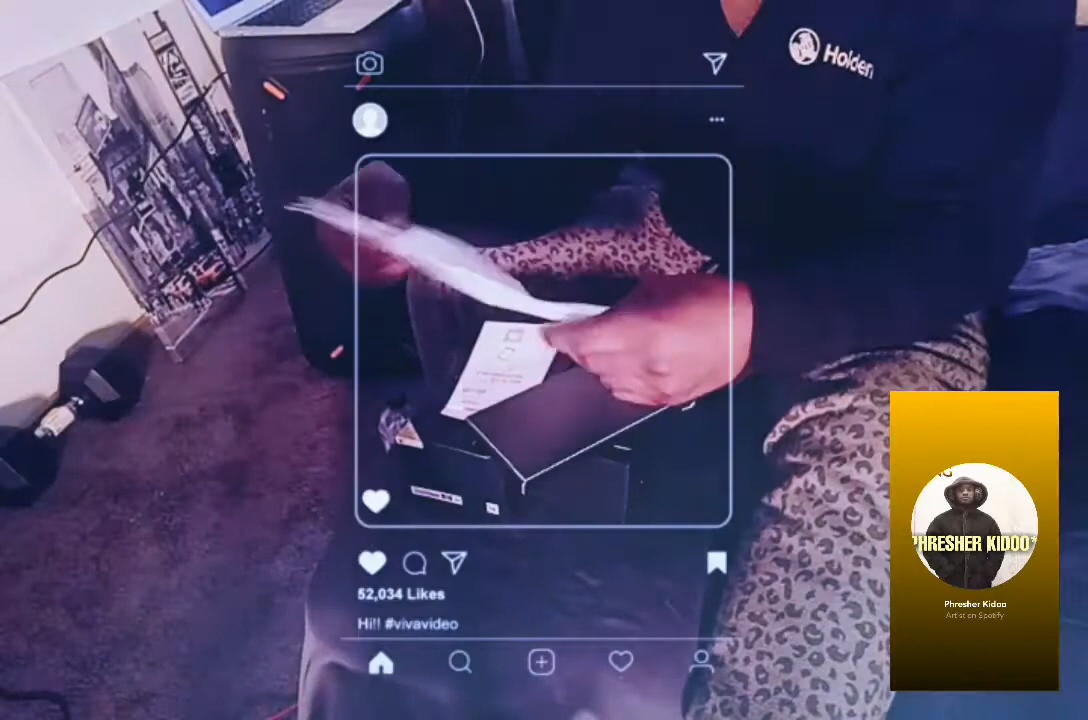 Holden
52,034 Likes
Hi!! #vivavideo
PHRESHER KIDOO*
Phresher Kidoo
Artist on Spotify